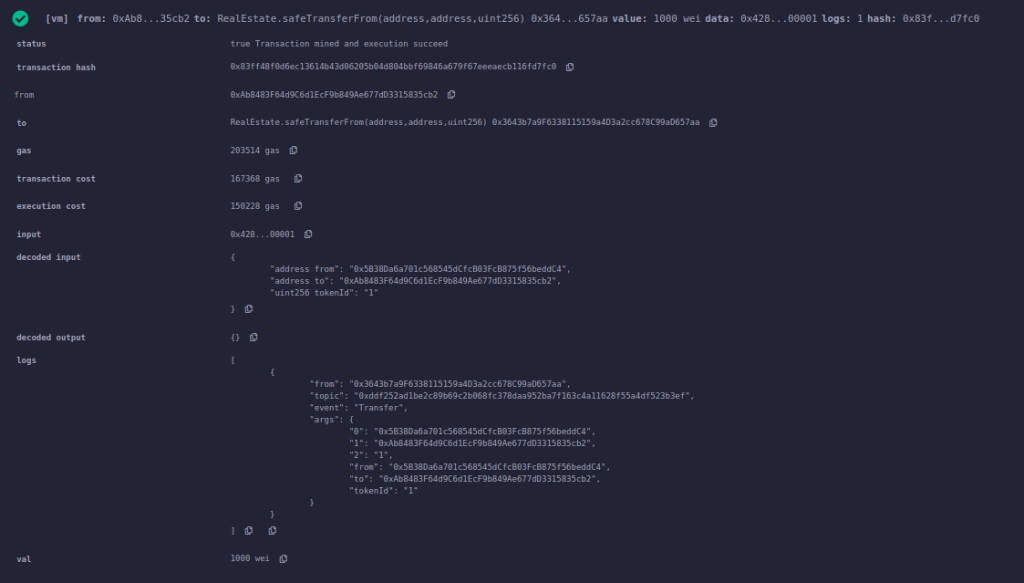 [vm] from: 0xAb8...35cb2 to: RealEstate.safeTransferFrom(address,address,uint256) 0x364...657aa value: 1000 wei data: 0x428...00001 logs: 1 hash: 0x83f...d7fc0
status true Transaction mined and execution succeed
transaction hash 0x83ff48f0d6ec13614b43d06205b04d804bbf69846a679f67eeeaecb116fd7fc0
from 0xAb8483F64d9C6d1EcF9b849Ae677dD3315835cb2
to RealEstate.safeTransferFrom(address,address,uint256) 0x3643b7a9F6338115159a4D3a2cc678C99aD657aa
gas 203514 gas
transaction cost 167368 gas
execution cost 150228 gas
input 0x428...00001
decoded input {
"address from": "0x5B38Da6a701c568545dCfcB03FcB875f56beddC4",
"address to": "0xAb8483F64d9C6d1EcF9b849Ae677dD3315835cb2",
"uint256 tokenId": "1"
}
decoded output {}
logs [
{
"from": "0x3643b7a9F6338115159a4D3a2cc678C99aD657aa",
"topic": "0xddf252ad1be2c89b69c2b068fc378daa952ba7f163c4a11628f55a4df523b3ef",
"event": "Transfer",
"args": {
"0": "0x5B38Da6a701c568545dCfcB03FcB875f56beddC4",
"1": "0xAb8483F64d9C6d1EcF9b849Ae677dD3315835cb2",
"2": "1",
"from": "0x5B38Da6a701c568545dCfcB03FcB875f56beddC4",
"to": "0xAb8483F64d9C6d1EcF9b849Ae677dD3315835cb2",
"tokenId": "1"
}
}
]
val 1000 wei